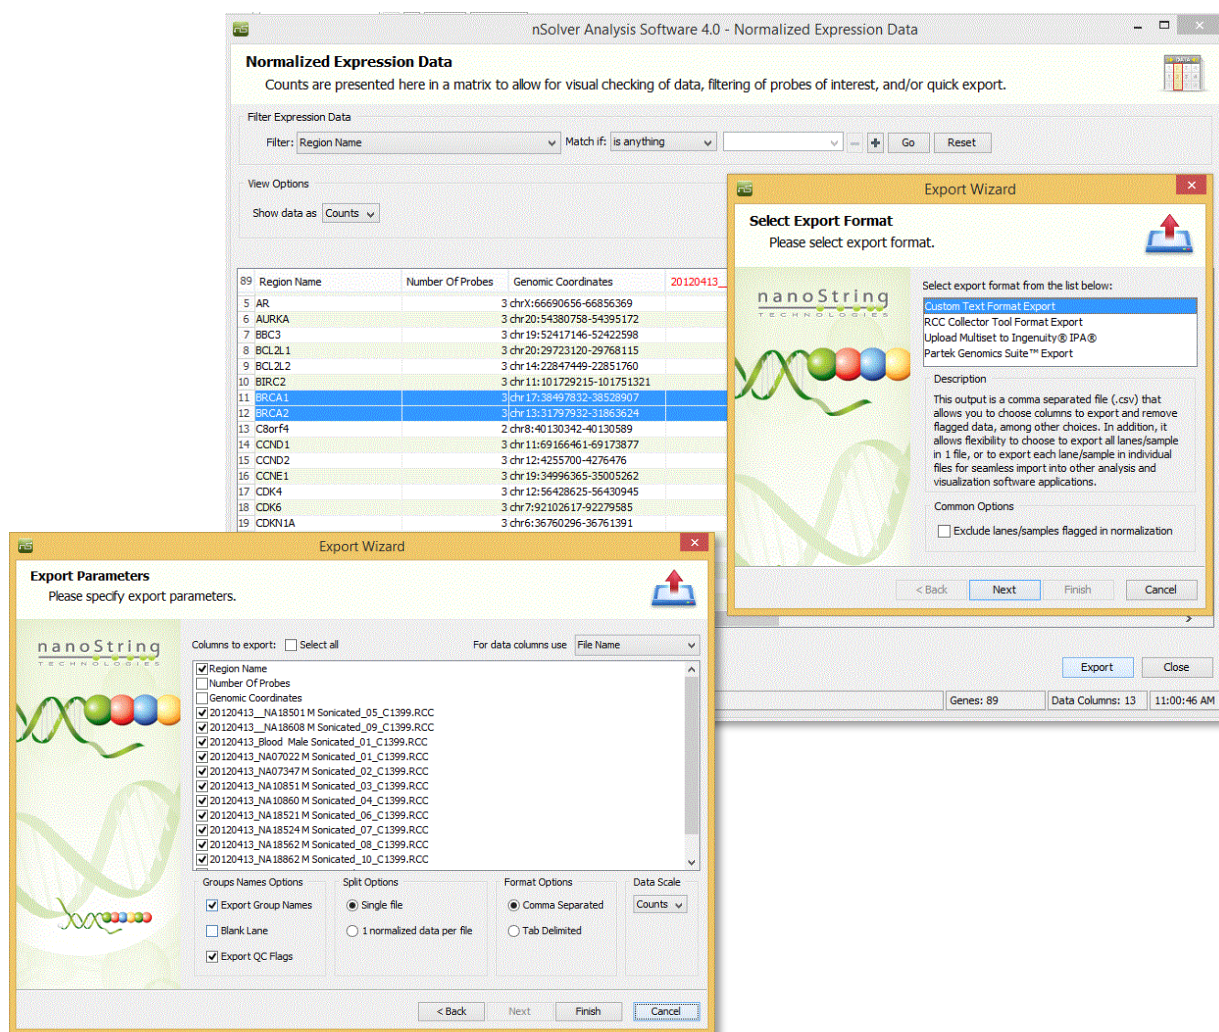 nSolver Analysis Software 4.0 - Normalized Expression Data
Normalized Expression Data
Counts are presented here in a matrix to allow for visual checking of data, filtering of probes of interest, and/or quick export.
Filter Expression Data
Filter: Region Name Match if: is anything Go Reset
View Options
Show data as Counts
89 Region Name Number Of Probes Genomic Coordinates 20120413_
5 AR 3 chrX:66690656-66856369
6 AURKA 3 chr20:54380758-54395172
7 BBC3 3 chr19:52417146-52422598
8 BCL2L1 3 chr20:29723120-29768115
9 BCL2L2 3 chr14:22847449-22851760
10 BIRC2 3 chr11:101729215-101751321
11 BRCA1 3 chr17:38497832-38528907
12 BRCA2 3 chr13:31797932-31863624
13 C8orf4 2 chr8:40130342-40130589
14 CCND1 3 chr11:69166461-69173877
15 CCND2 3 chr12:4255700-4276476
16 CCNE1 3 chr19:34996365-35005262
17 CDK4 3 chr12:56428625-56430945
18 CDK6 3 chr7:92102617-92279585
19 CDKN1A 3 chr6:36760296-36761391
Export Close
Genes: 89 Data Columns: 13 11:00:46 AM
Export Wizard
Select Export Format
Please select export format.
nanoString
TECHNOLOGIES
Select export format from the list below:
Custom Text Format Export
RCC Collector Tool Format Export
Upload Multiset to Ingenuity® IPA®
Partek Genomics Suite™ Export
Description
This output is a comma separated file (.csv) that
allows you to choose columns to export and remove
flagged data, among other choices. In addition, it
allows flexibility to choose to export all lanes/sample
in 1 file, or to export each lane/sample in individual
files for seamless import into other analysis and
visualization software applications.
Common Options
Exclude lanes/samples flagged in normalization
< Back Next Finish Cancel
Export Wizard
Export Parameters
Please specify export parameters.
nanoString
TECHNOLOGIES
Columns to export: Select all For data columns use File Name
Region Name
Number Of Probes
Genomic Coordinates
20120413__NA18501 M Sonicated_05_C1399.RCC
20120413__NA18608 M Sonicated_09_C1399.RCC
20120413_Blood Male Sonicated_01_C1399.RCC
20120413_NA07022 M Sonicated_01_C1399.RCC
20120413_NA07347 M Sonicated_02_C1399.RCC
20120413_NA10851 M Sonicated_03_C1399.RCC
20120413_NA10860 M Sonicated_04_C1399.RCC
20120413_NA18521 M Sonicated_06_C1399.RCC
20120413_NA18524 M Sonicated_07_C1399.RCC
20120413_NA18562 M Sonicated_08_C1399.RCC
20120413_NA18862 M Sonicated_10_C1399.RCC
Groups Names Options Split Options Format Options Data Scale
Export Group Names Single file Comma Separated Counts
Blank Lane 1 normalized data per file Tab Delimited
Export QC Flags
< Back Next Finish Cancel